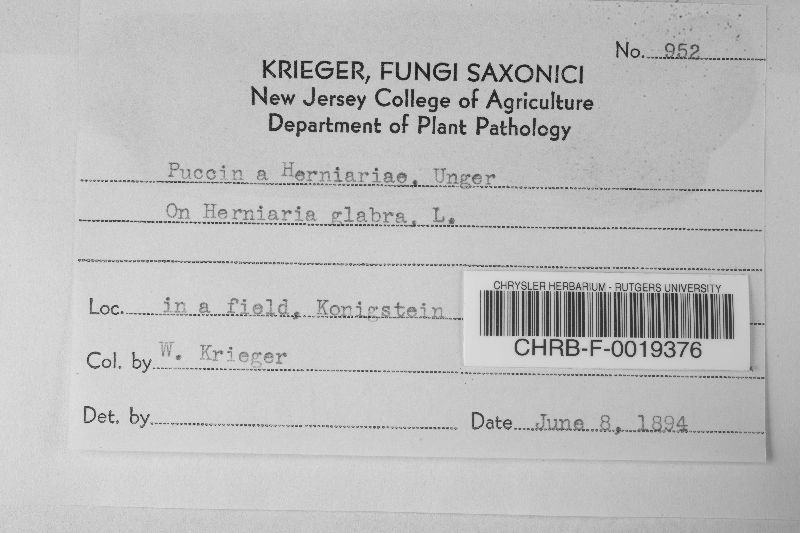 No. 952
KRIEGER, FUNGI SAXONICI
New Jersey College of Agriculture
Department of Plant Pathology
Puccin a Herniariae, Unger
On Herniaria glabra, L.
Loc. in a field, Konigstein
CHRYSLER HERBARIUM - RUTGERS UNIVERSITY
CHRB-F-0019376
Col. by W. Krieger
Det. by
Date June 8, 1894